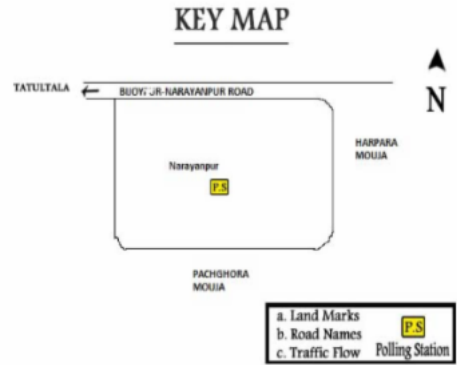 KEY MAP
TATULTALA
NARAYANPUR ROAD
N
HARPARA
MOUJA
Narayanpur
P.S
PACHGHORA
MOUJA
a. Land Marks
b. Road Names
c. Traffic Flow
P.S
Polling Station